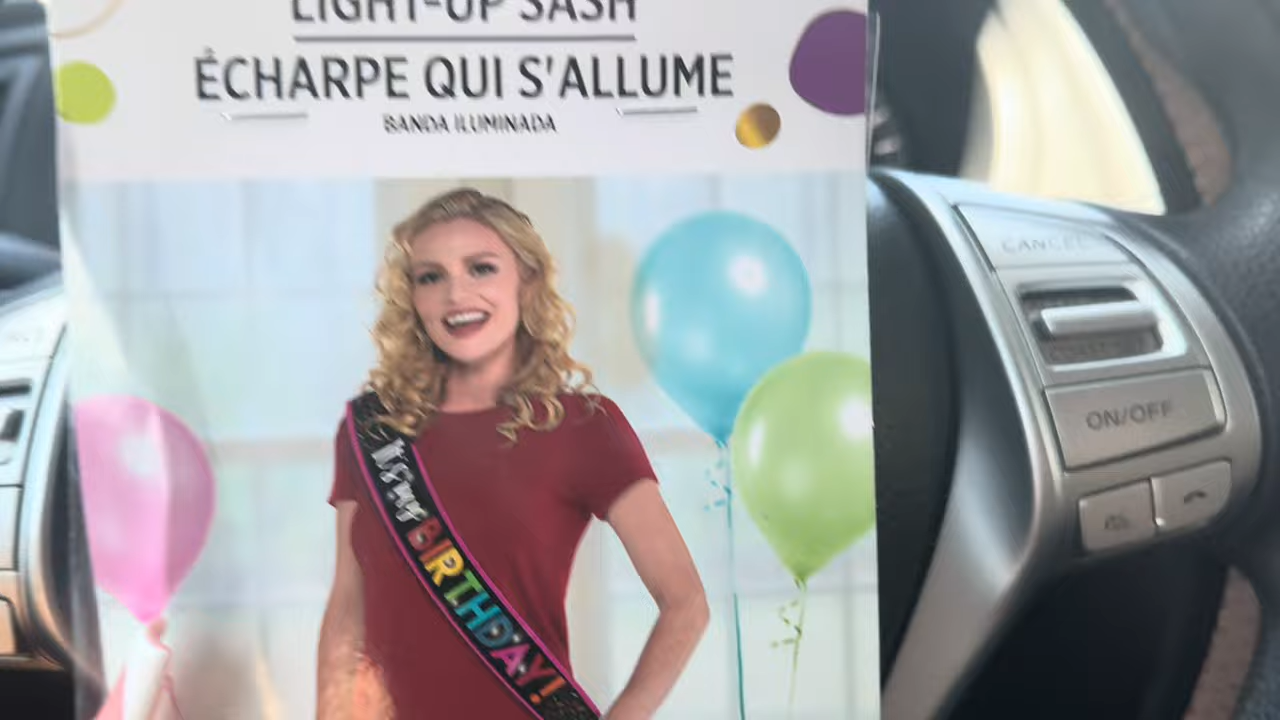 LIGHT-UP SASH
ÉCHARPE QUI S'ALLUME
BANDA ILUMINADA
It's my
BIRTHDAY!
CANCEL
ON/OFF